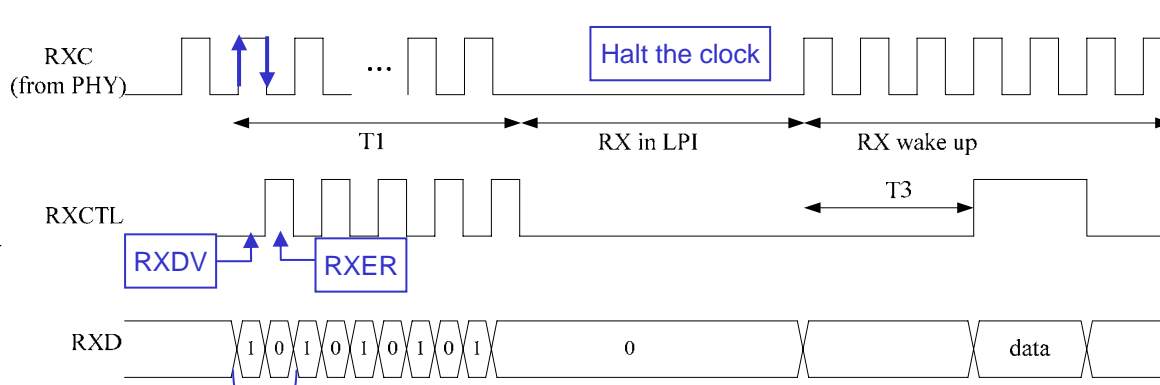 RXC
(from PHY)
...
Halt the clock
T1
RX in LPI
RX wake up
RXCTL
T3
RXDV
RXER
RXD
1 0 1 0 1 0 1 0 1
0
data